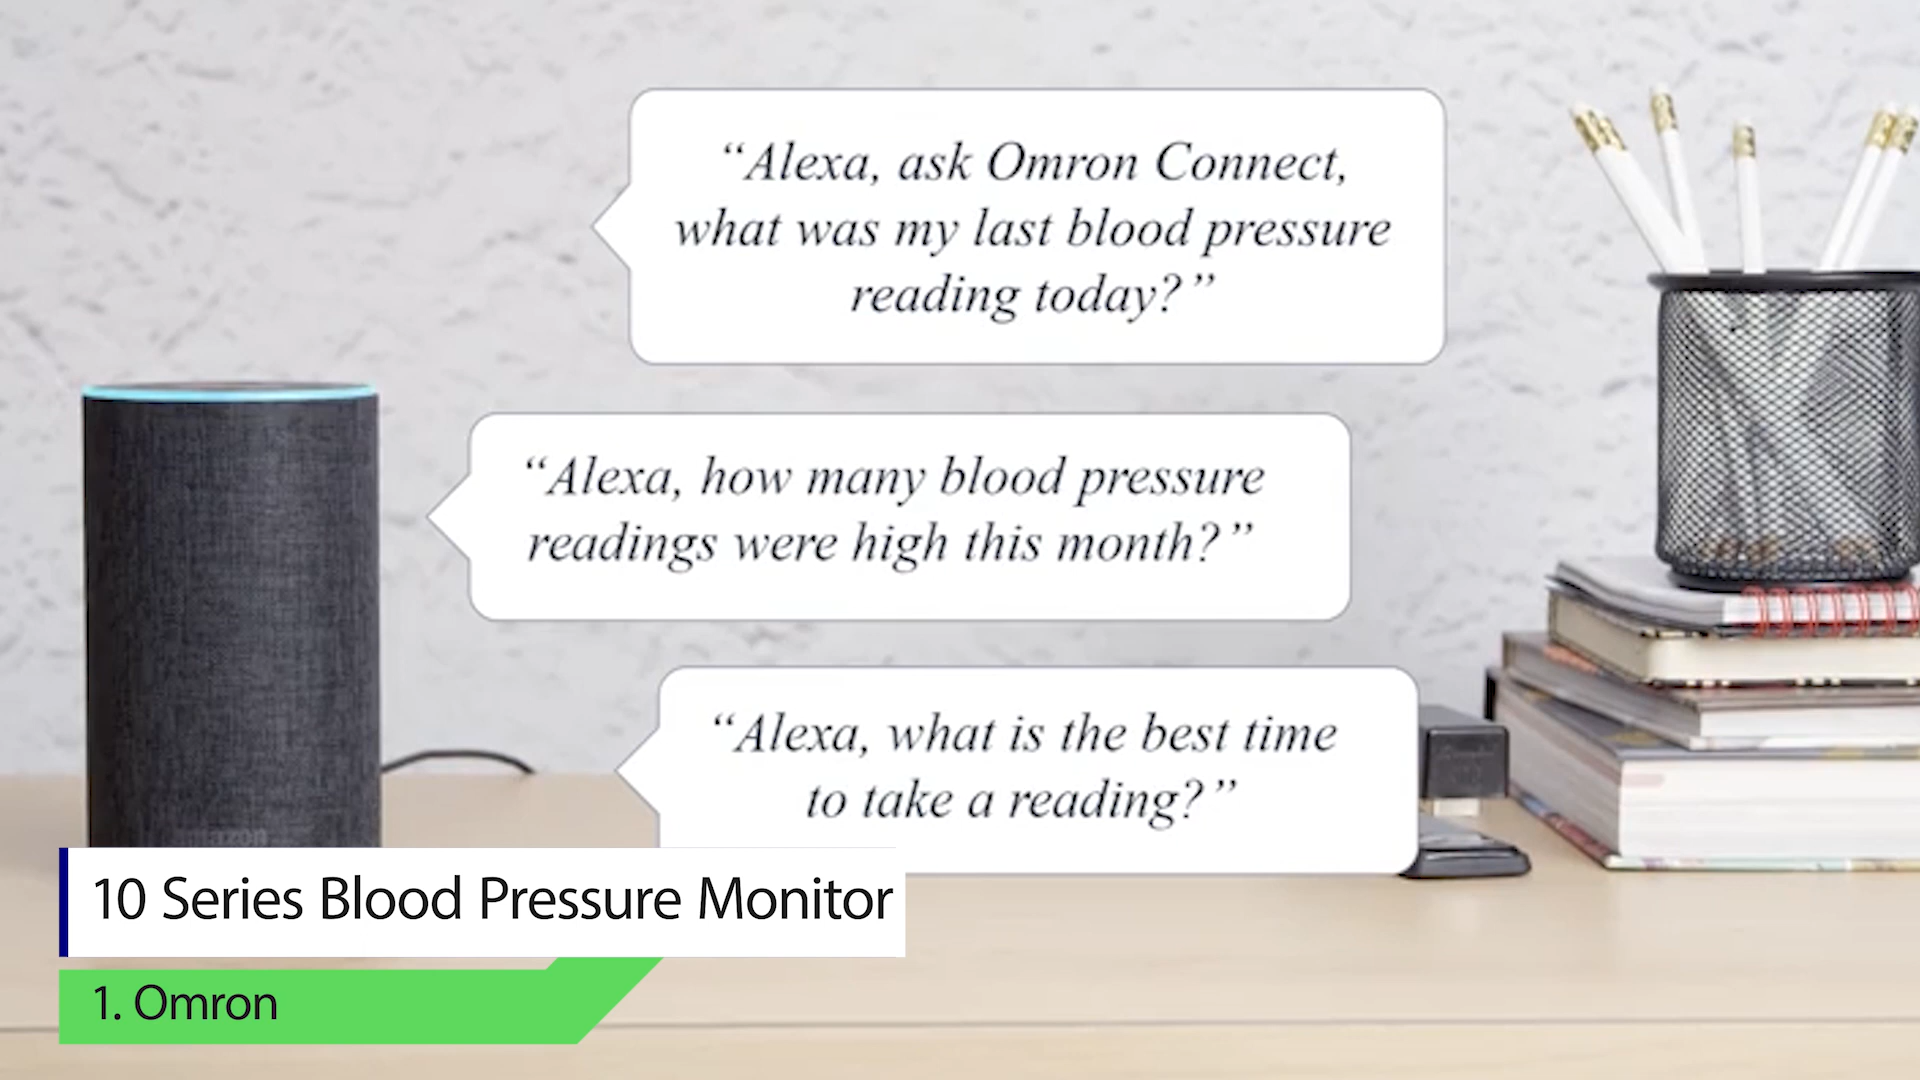 “Alexa, ask Omron Connect,
what was my last blood pressure
reading today?”
“Alexa, how many blood pressure
readings were high this month?”
“Alexa, what is the best time
to take a reading?”
amazon
10 Series Blood Pressure Monitor
1. Omron